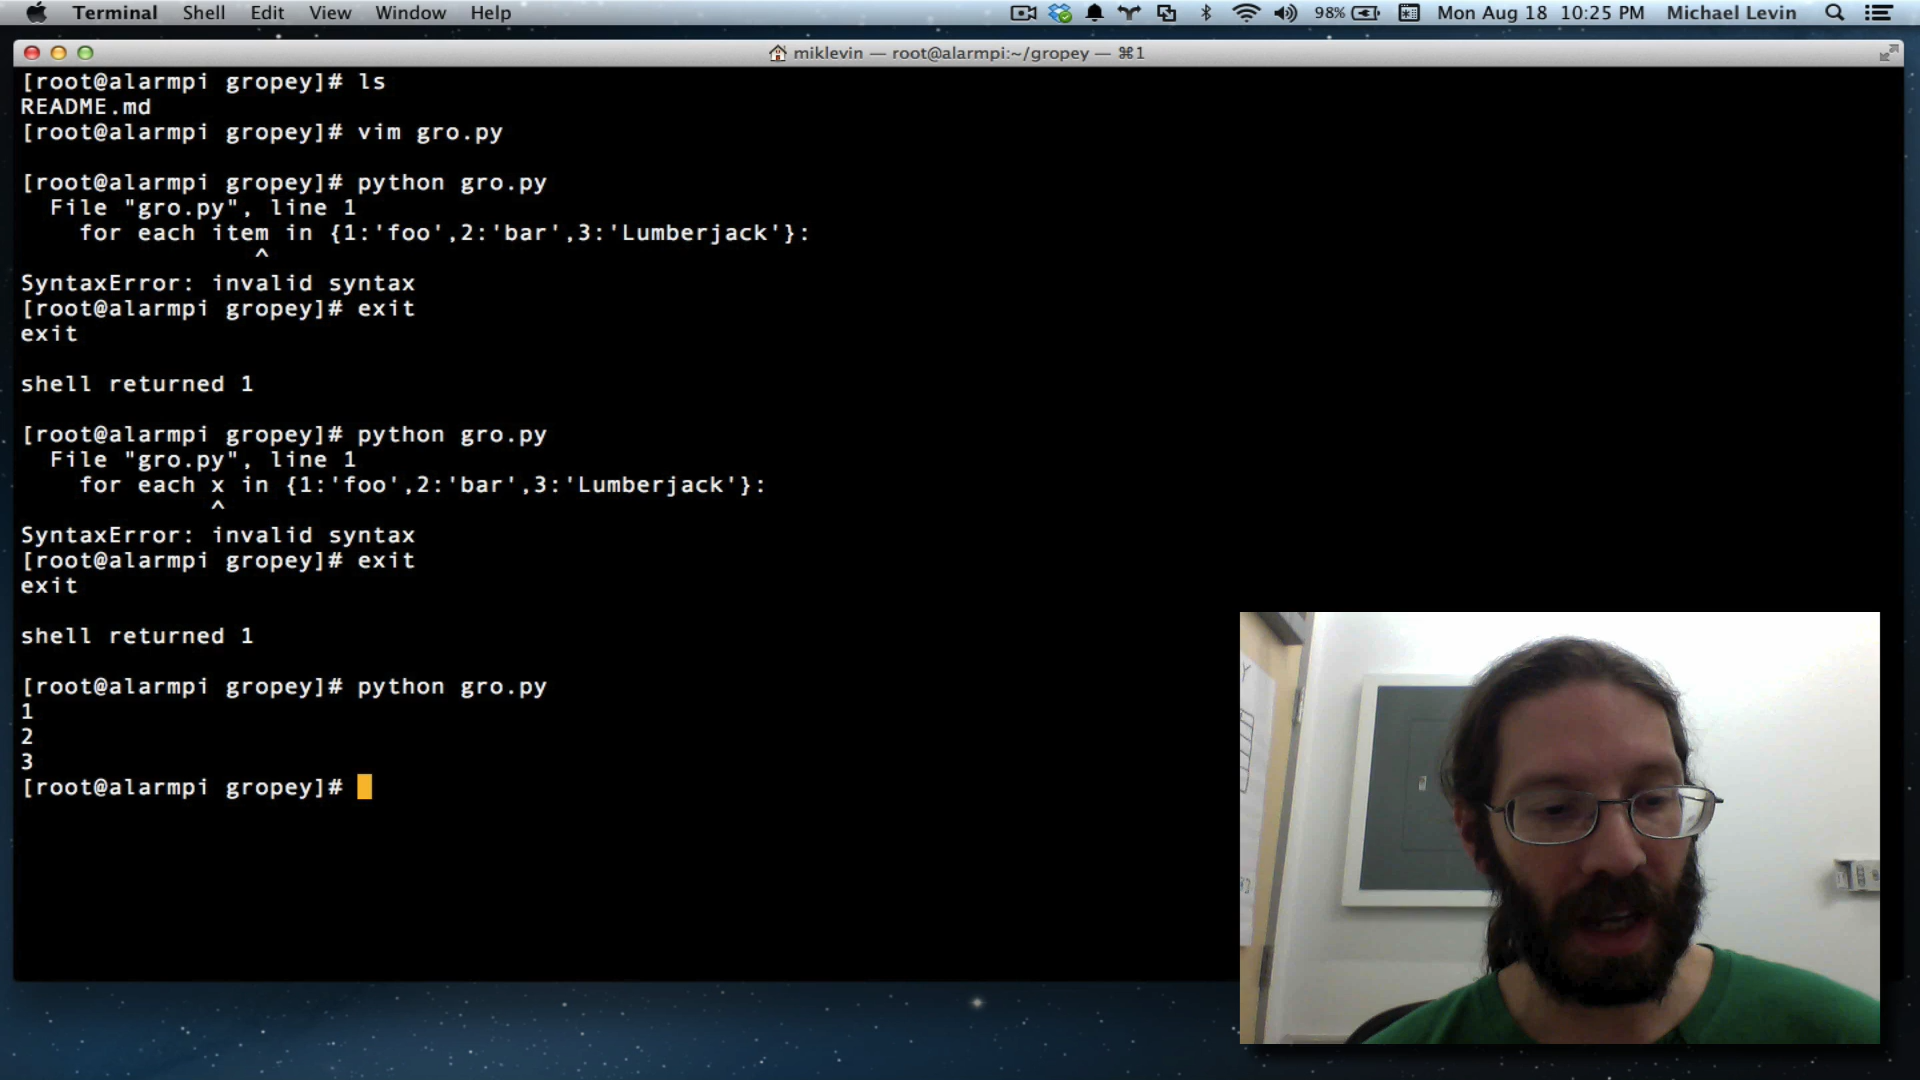 Terminal Shell Edit View Window Help 98% Mon Aug 18 10:25 PM Michael Levin
miklevin — root@alarmpi:~/gropey — ⌘1
[root@alarmpi gropey]# ls
README.md
[root@alarmpi gropey]# vim gro.py
[root@alarmpi gropey]# python gro.py
File "gro.py", line 1
for each item in {1:'foo',2:'bar',3:'Lumberjack'}:
^
SyntaxError: invalid syntax
[root@alarmpi gropey]# exit
exit
shell returned 1
[root@alarmpi gropey]# python gro.py
File "gro.py", line 1
for each x in {1:'foo',2:'bar',3:'Lumberjack'}:
^
SyntaxError: invalid syntax
[root@alarmpi gropey]# exit
exit
shell returned 1
[root@alarmpi gropey]# python gro.py
1
2
3
[root@alarmpi gropey]#